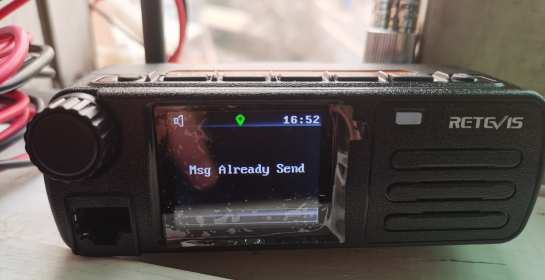 16:52
RETEVIS
Msg Already Send